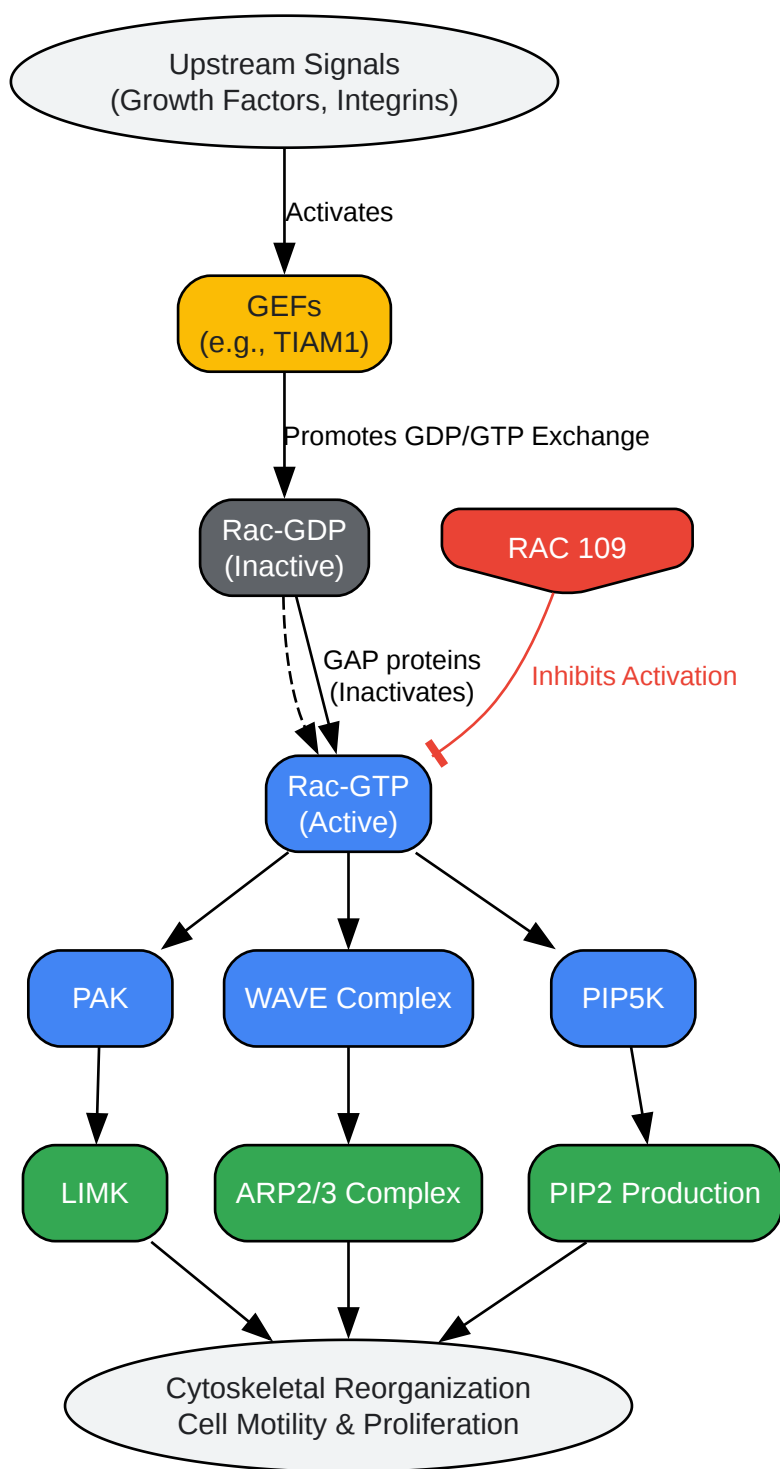 Upstream Signals
(Growth Factors, Integrins)
Activates
GEFs
(e.g., TIAM1)
Promotes GDP/GTP Exchange
Rac-GDP
(Inactive)
RAC 109
GAP proteins
(Inactivates)
Inhibits Activation
Rac-GTP
(Active)
PAK
WAVE Complex
PIP5K
LIMK
ARP2/3 Complex
PIP2 Production
Cytoskeletal Reorganization
Cell Motility & Proliferation